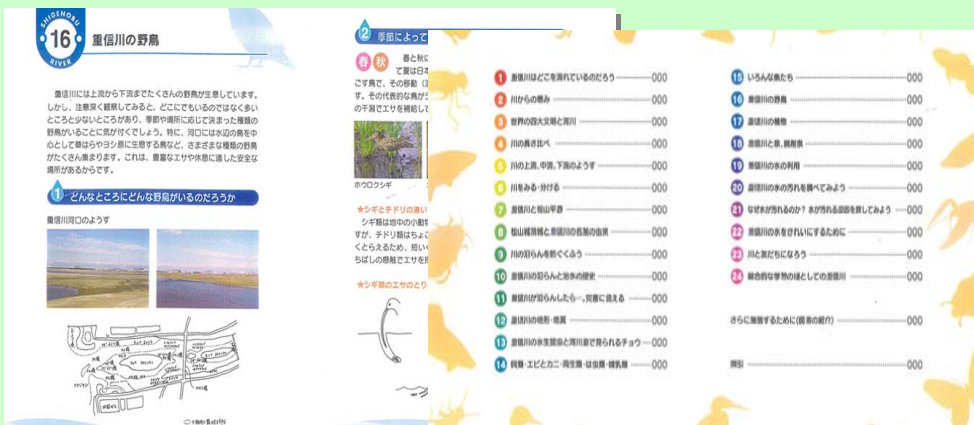 SHIGENOBU
16
RIVER
重信川の野鳥
重信川には上流から下流までたくさんの野鳥が生息しています。
しかし、注意深く観察してみると、どこにでもいるのではなく多い
ところと少ないところがあり、季節や場所に応じて決まった種類の
野鳥がいることに気が付くでしょう。特に、河口には水辺の鳥を中
心として草はらやヨシ原に生息する鳥など、さまざまな種類の野鳥
がたくさん集まります。これは、豊富なエサや休息に適した安全な
場所があるからです。
1 どんなところにどんな野鳥がいるのだろうか
重信川河口のようす
2 季節によって
春 秋
春と秋に
て夏は日本
ごす鳥で、その移動
す。その代表的な鳥が
の干潟でエサを補給して
ホウロクシギ
★シギとチドリの違い
シギ類は地中の小動物
すが、チドリ類はちょ
くとらえるため、短い
ちばしの感触でエサを探
★シギ類のエサのとり
1 重信川はどこを流れているのだろう 000
2 川からの恵み 000
3 世界の四大文明と河川 000
4 川の長さ比べ 000
5 川の上流、中流、下流のようす 000
6 川をみる・分ける 000
7 重信川と松山平野 000
8 松山城築城と重信川の名前の由来 000
9 川の氾らんを防ぐくふう 000
10 重信川の氾らんと治水の歴史 000
11 重信川が氾らんしたら…、災害に備える 000
12 重信川の地形・地質 000
13 重信川の水生昆虫と河川敷で見られるチョウ 000
14 貝類・エビとカニ・両生類・は虫類・哺乳類 000
15 いろんな魚たち 000
16 重信川の野鳥 000
17 重信川の植物 000
18 重信川と泉、 000
19 重信川の水の利用 000
20 重信川の水の汚れを調べてみよう 000
21 なぜ水が汚れるのか？ 水が汚れる原因を探してみよう 000
22 重信川の水をきれいにするために 000
23 川と友だちになろう 000
24 総合的な学習の場としての重信川 000
さらに勉強するために(図書の紹介) 000
索引 000